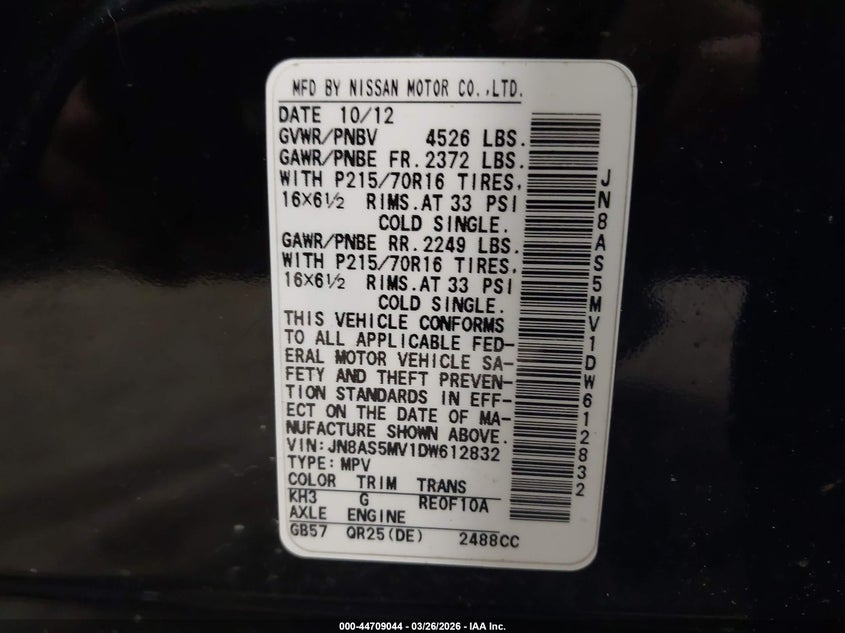 MFD BY NISSAN MOTOR CO.,LTD.
DATE 10/12
GVWR/PNBV 4526 LBS.
GAWR/PNBE FR.2372 LBS.
WITH P215/70R16 TIRES,
16×6½ RIMS.AT 33 PSI
COLD SINGLE.
GAWR/PNBE RR.2249 LBS.
WITH P215/70R16 TIRES,
16×6½ RIMS.AT 33 PSI
COLD SINGLE.
THIS VEHICLE CONFORMS
TO ALL APPLICABLE FED-
ERAL MOTOR VEHICLE SA-
FETY AND THEFT PREVEN-
TION STANDARDS IN EFF-
ECT ON THE DATE OF MA-
NUFACTURE SHOWN ABOVE.
VIN:JN8AS5MV1DW612832
TYPE:MPV
COLOR TRIM TRANS
KH3 G RE0F10A
AXLE ENGINE
GB57 QR25(DE) 2488CC
JN8AS5MV1DW612832
000-44709044 — 03/26/2026 — IAA Inc.